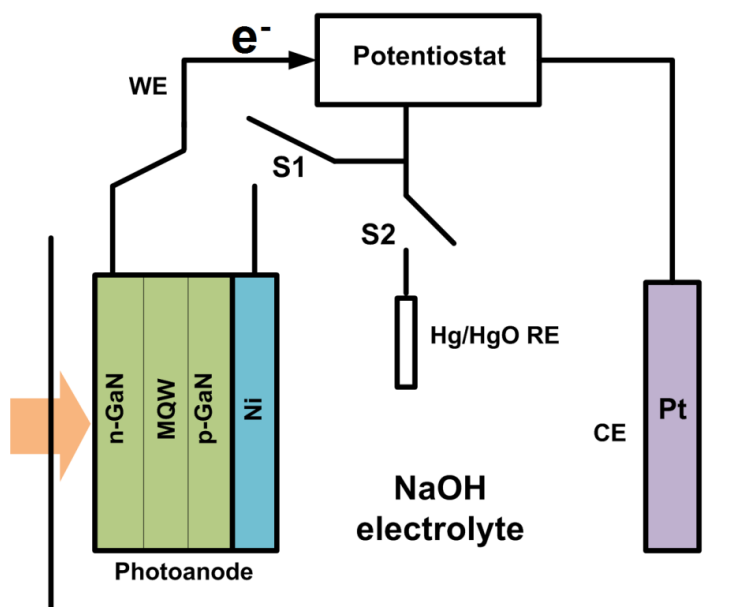 e-
Potentiostat
WE
S1
S2
Hg/HgO RE
n-GaN
MQW
p-GaN
Ni
Pt
CE
NaOH
electrolyte
Photoanode